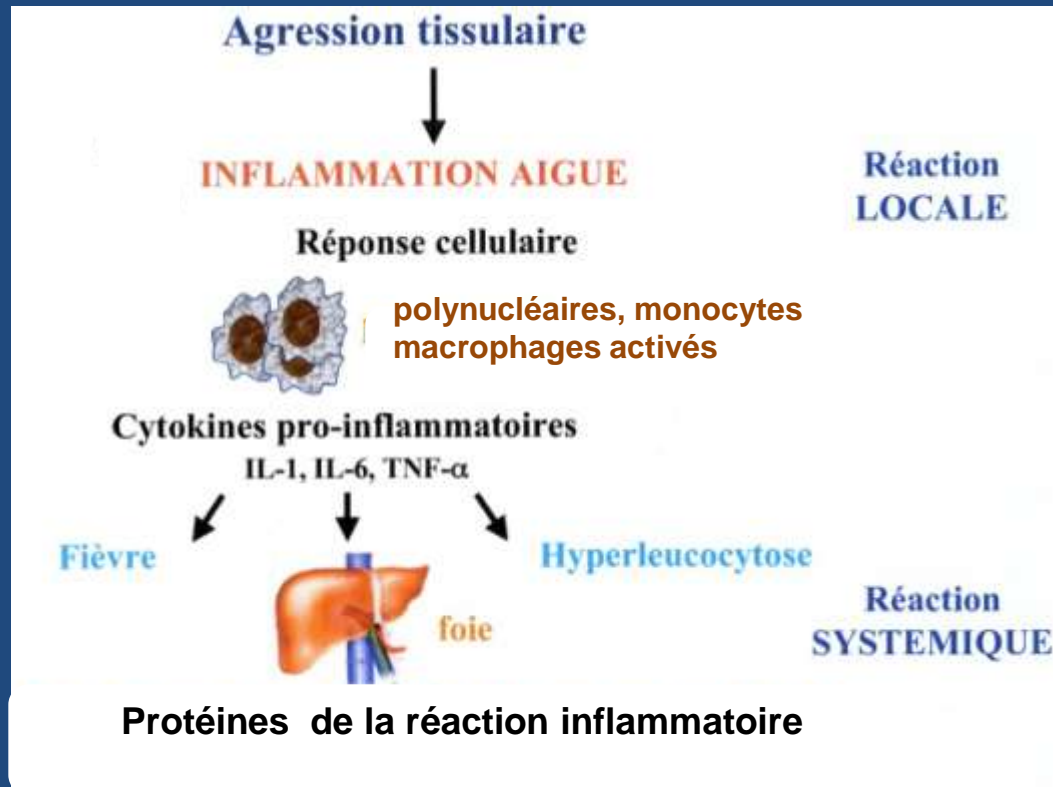 Agression tissulaire
INFLAMMATION AIGUE
Réaction
LOCALE
Réponse cellulaire
polynucléaires, monocytes
macrophages activés
Cytokines pro-inflammatoires
IL-1, IL-6, TNF-α
Fièvre
Hyperleucocytose
foie
Réaction
SYSTEMIQUE
Protéines de la réaction inflammatoire